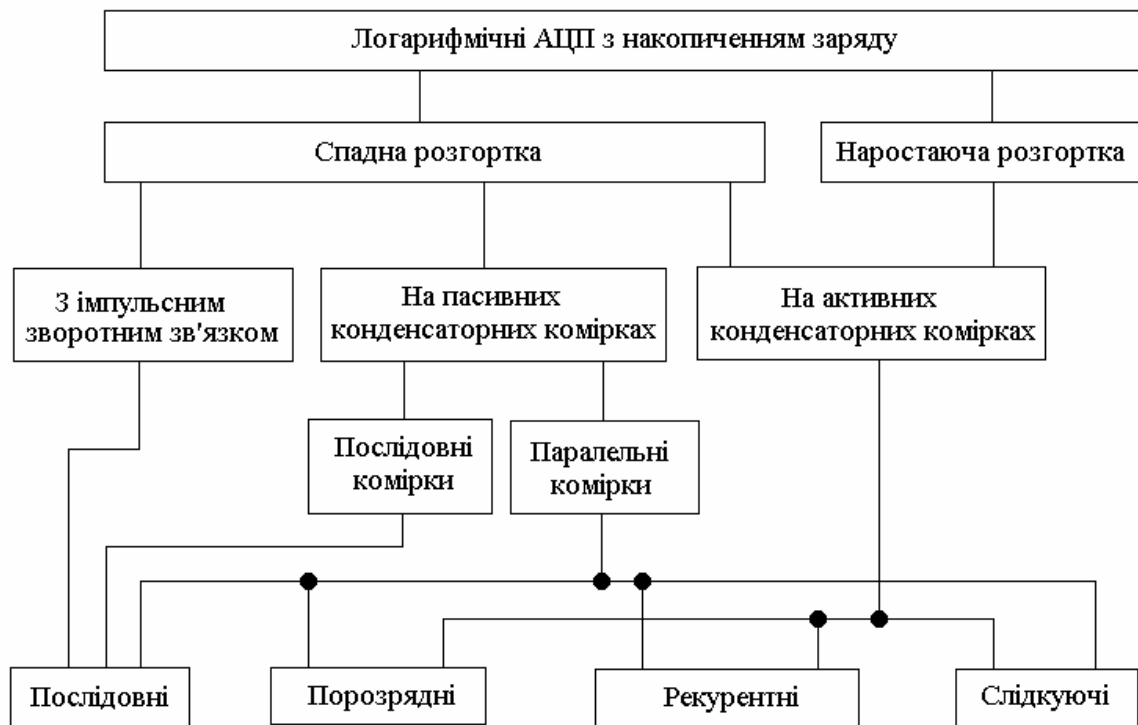 Логарифмічні АЦП з накопиченням заряду
Спадна розгортка
Наростаюча розгортка
З імпульсним
зворотним зв'язком
На пасивних
конденсаторних комірках
На активних
конденсаторних комірках
Послідовні
комірки
Паралельні
комірки
Послідовні
Порозрядні
Рекурентні
Слідкуючі